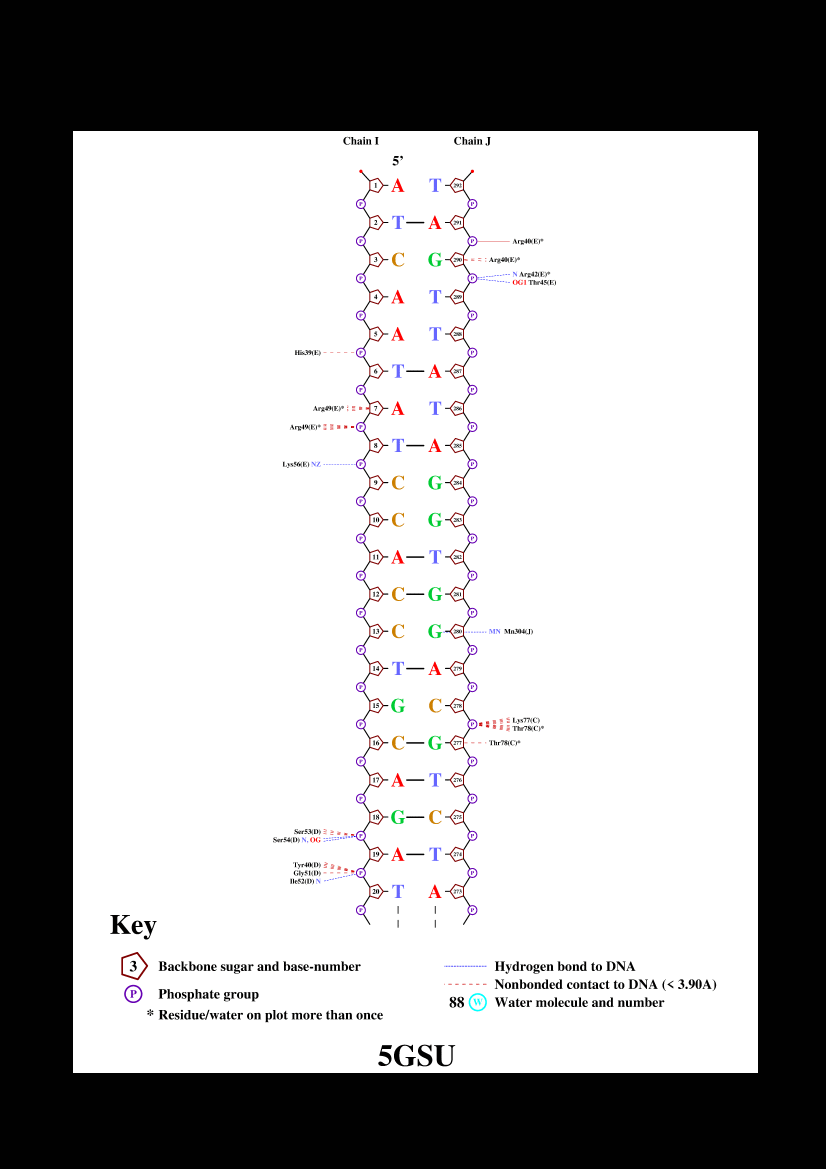 Chain I Chain J
5'
1 A T 292
P P
2 T A 291
P P Arg40(E)*
3 C G 290 Arg40(E)*
P P N Arg42(E)*
OG1 Thr45(E)
4 A T 289
P P
5 A T 288
His39(E) P P
6 T A 287
P P
Arg49(E)* 7 A T 286
Arg49(E)* P P
8 T A 285
Lys56(E) NZ P P
9 C G 284
P P
10 C G 283
P P
11 A T 282
P P
12 C G 281
P P
13 C G 280 MN Mn304(J)
P P
14 T A 279
P P
15 G C 278
Lys77(C)
P P Thr78(C)*
16 C G 277 Thr78(C)*
P P
17 A T 276
P P
18 G C 275
Ser53(D)
Ser54(D) N, OG P P
19 A T 274
Tyr40(D)
Gly51(D) P P
Ile52(D) N
20 T A 273
P P
Key
3 Backbone sugar and base-number
P Phosphate group
* Residue/water on plot more than once
Hydrogen bond to DNA
Nonbonded contact to DNA (< 3.90A)
88 W Water molecule and number
5GSU